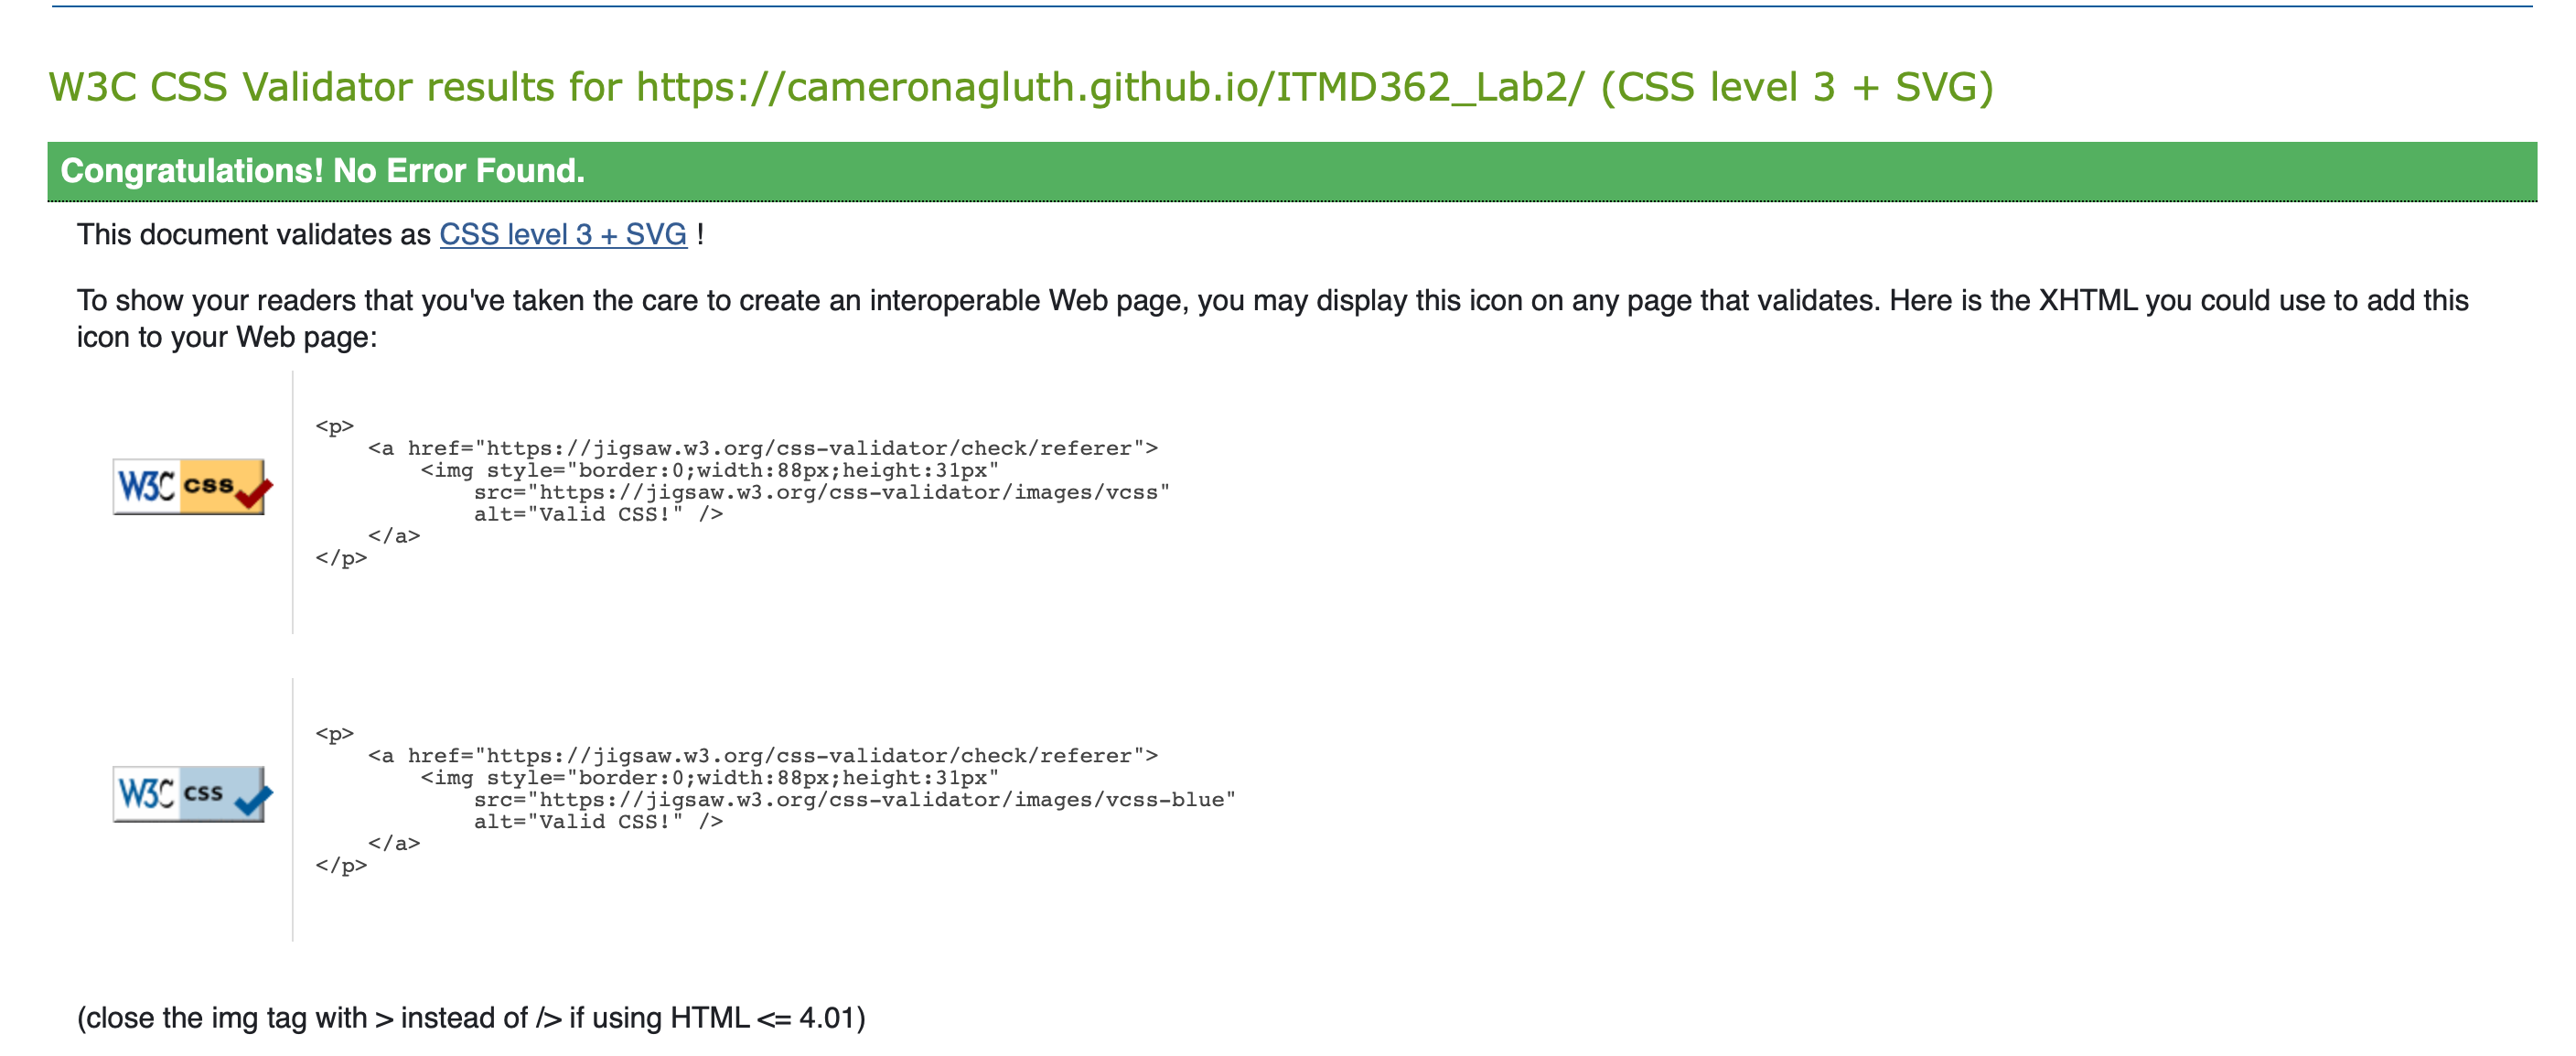 W3C CSS Validator results for https://cameronagluth.github.io/ITMD362_Lab2/ (CSS level 3 + SVG)
Congratulations! No Error Found.
This document validates as CSS level 3 + SVG !
To show your readers that you've taken the care to create an interoperable Web page, you may display this icon on any page that validates. Here is the XHTML you could use to add this
icon to your Web page:
<p>
<a href="https://jigsaw.w3.org/css-validator/check/referer">
<img style="border:0;width:88px;height:31px"
W3C css
src="https://jigsaw.w3.org/css-validator/images/vcss"
alt="Valid CSS!" />
</a>
</p>
<p>
<a href="https://jigsaw.w3.org/css-validator/check/referer">
<img style="border:0;width:88px;height:31px"
W3C css
src="https://jigsaw.w3.org/css-validator/images/vcss-blue"
alt="Valid CSS!" />
</a>
</p>
(close the img tag with > instead of /> if using HTML <= 4.01)